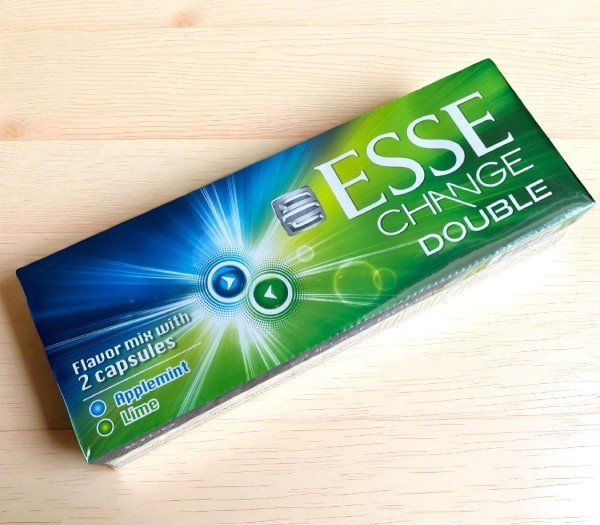 ESSE
CHANGE
DOUBLE
Flavor mix with
2 capsules
Applemint
Lime